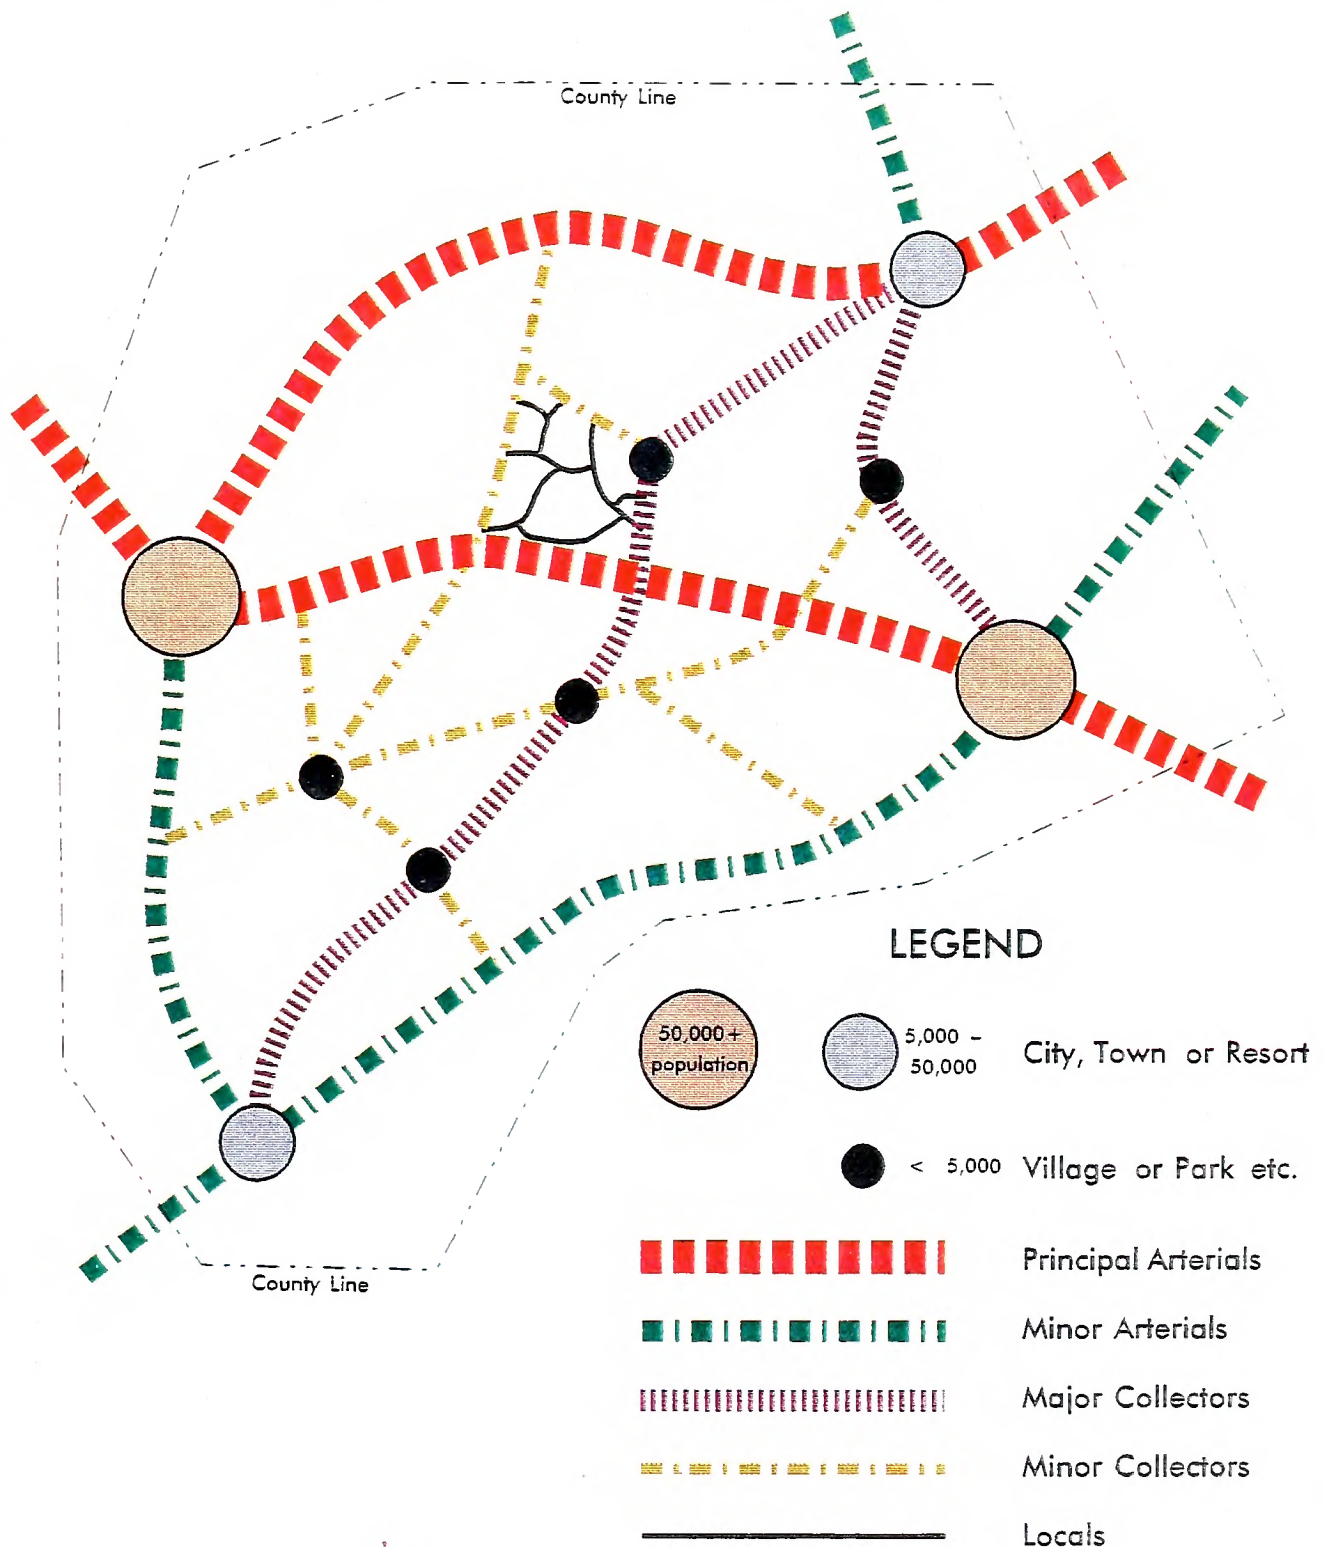 County Line
County Line
LEGEND
50,000+
population
5,000 -
50,000
City, Town or Resort
< 5,000 Village or Park etc.
Principal Arterials
Minor Arterials
Major Collectors
Minor Collectors
Locals